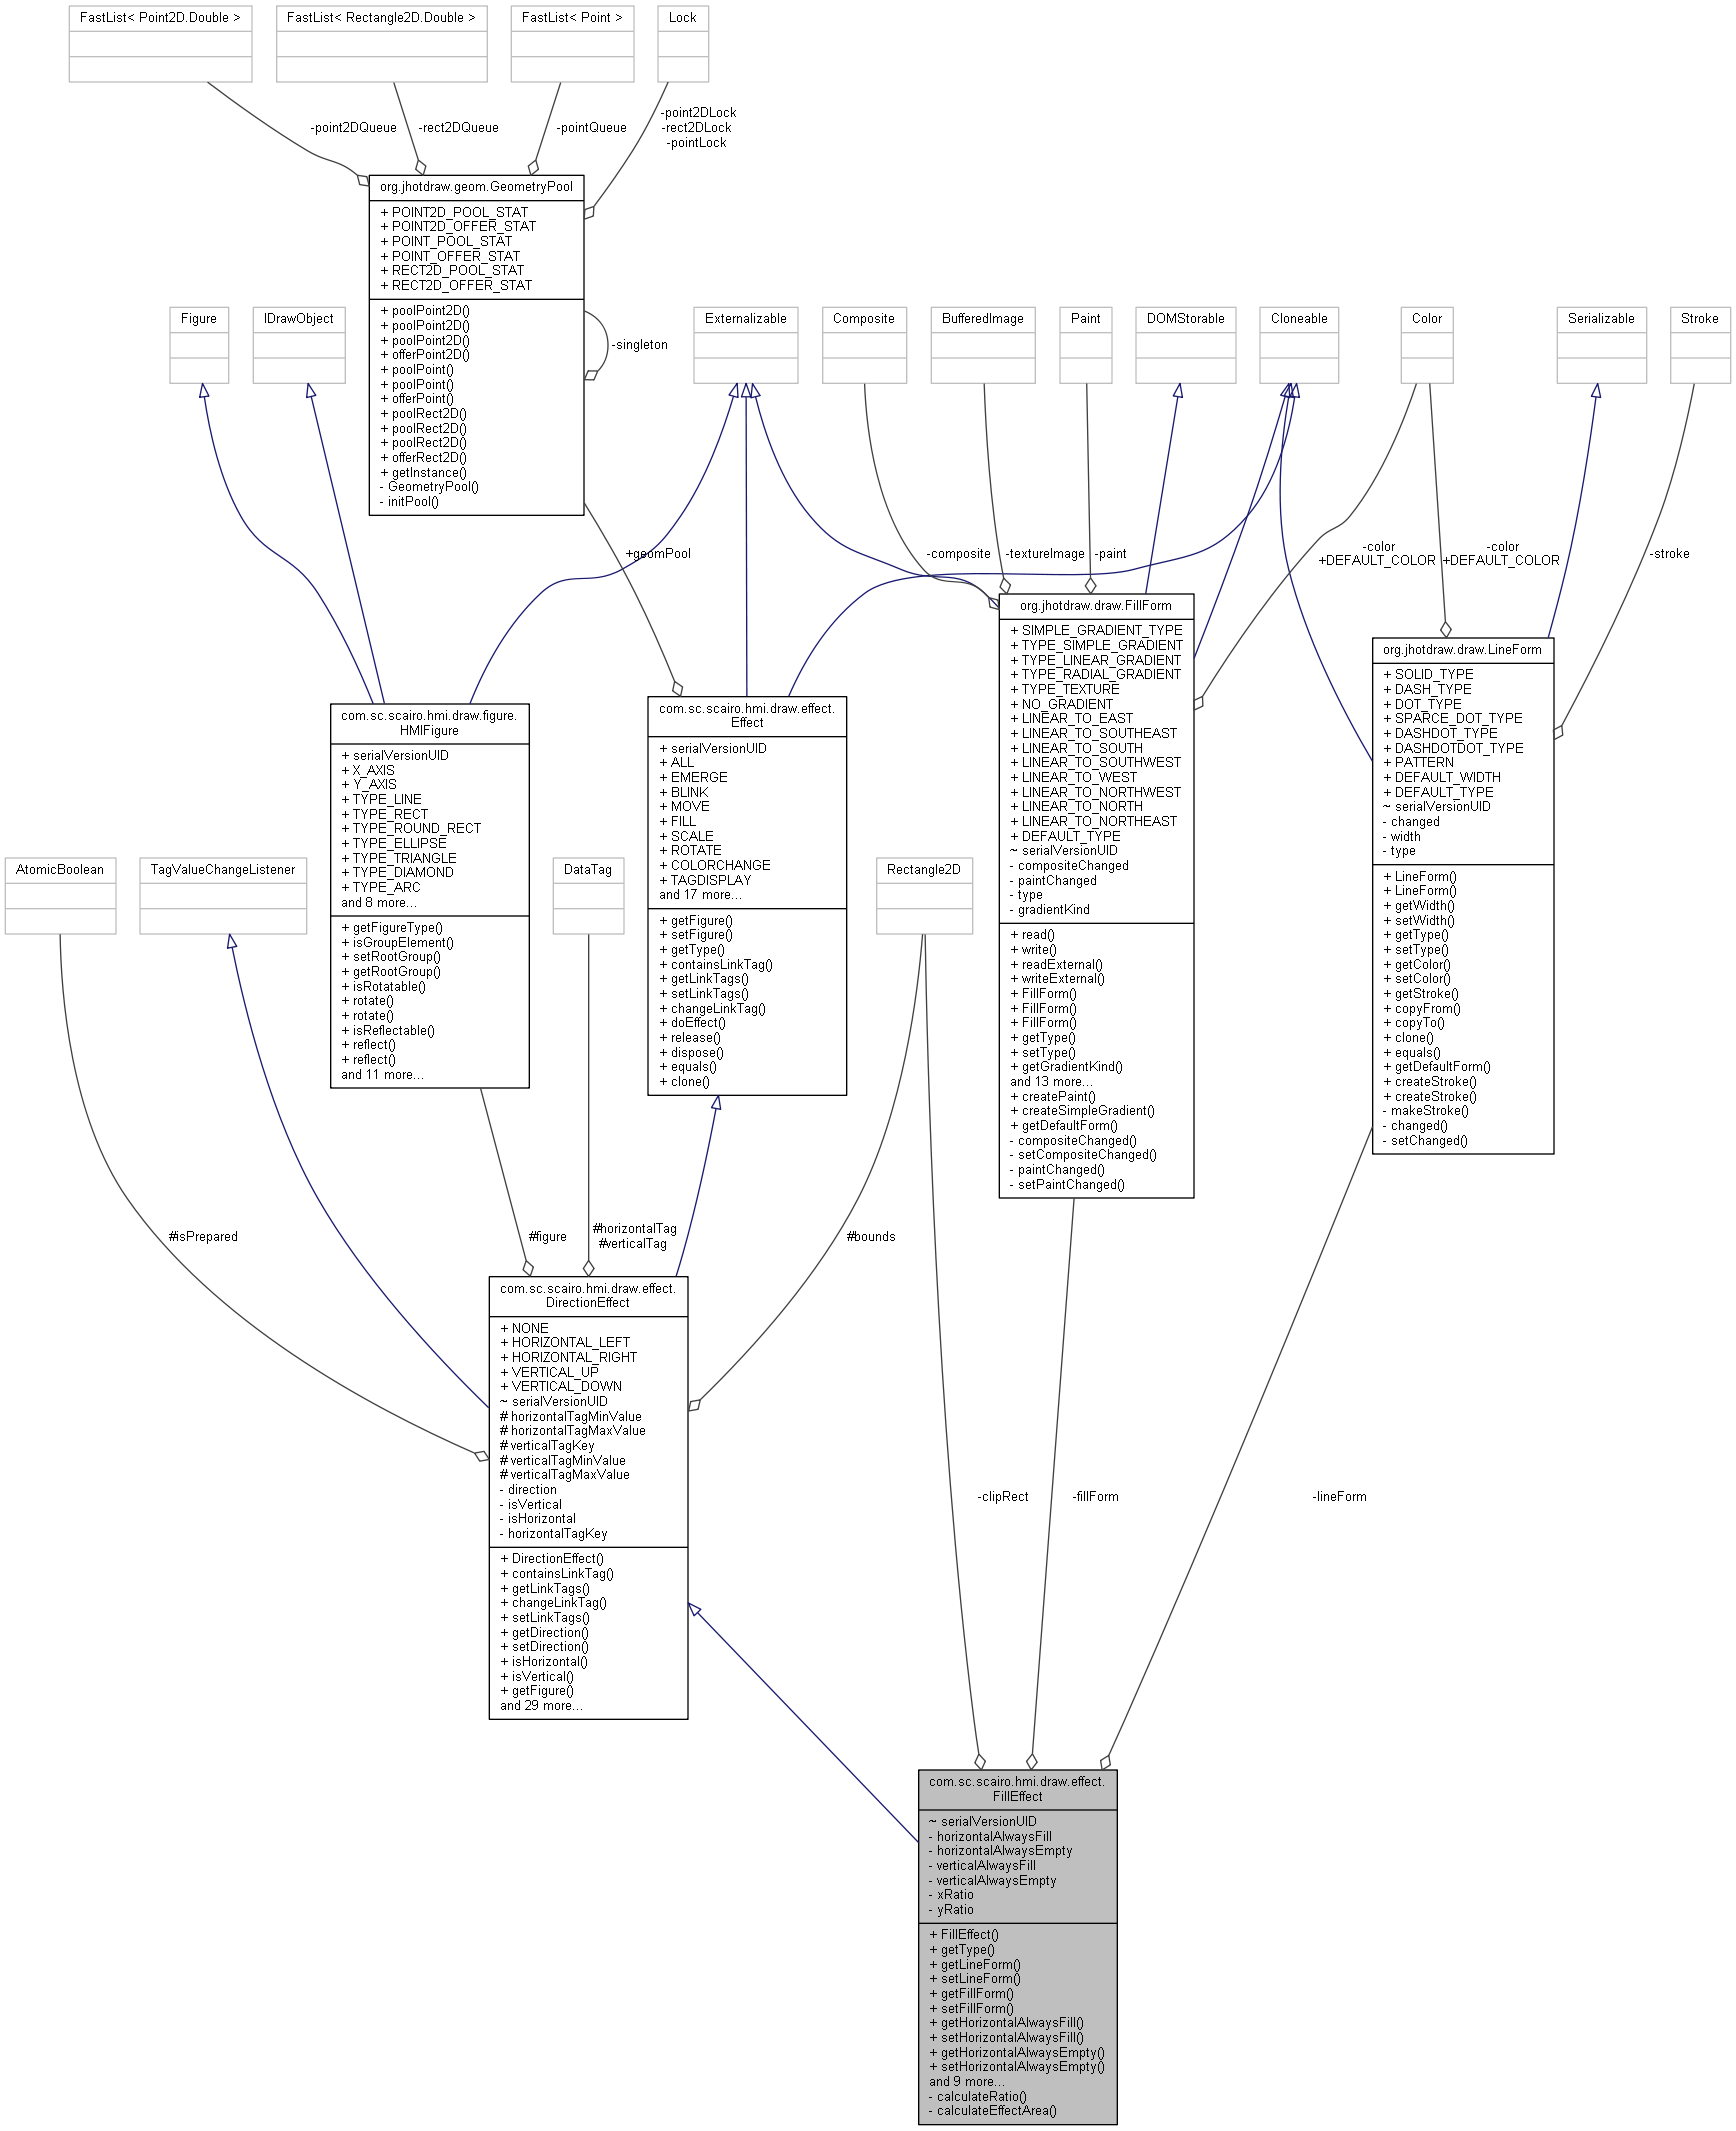 FastList< Point2D.Double >
FastList< Rectangle2D.Double >
FastList< Point >
Lock
-point2DQueue
-rect2DQueue
-pointQueue
-point2DLock
-rect2DLock
-pointLock
org.jhotdraw.geom.GeometryPool
+ POINT2D_POOL_STAT
+ POINT2D_OFFER_STAT
+ POINT_POOL_STAT
+ POINT_OFFER_STAT
+ RECT2D_POOL_STAT
+ RECT2D_OFFER_STAT
+ poolPoint2D()
+ poolPoint2D()
+ poolPoint2D()
+ offerPoint2D()
+ poolPoint()
+ poolPoint()
+ offerPoint()
+ poolRect2D()
+ poolRect2D()
+ poolRect2D()
+ offerRect2D()
+ getInstance()
- GeometryPool()
- initPool()
-singleton
Figure
IDrawObject
Externalizable
Composite
BufferedImage
Paint
DOMStorable
Cloneable
Color
Serializable
Stroke
+geomPool
-composite
-textureImage
-paint
-color
+DEFAULT_COLOR
-color
+DEFAULT_COLOR
-stroke
com.sc.scairo.hmi.draw.figure.
HMIFigure
+ serialVersionUID
+ X_AXIS
+ Y_AXIS
+ TYPE_LINE
+ TYPE_RECT
+ TYPE_ROUND_RECT
+ TYPE_ELLIPSE
+ TYPE_TRIANGLE
+ TYPE_DIAMOND
+ TYPE_ARC
and 8 more...
+ getFigureType()
+ isGroupElement()
+ setRootGroup()
+ getRootGroup()
+ isRotatable()
+ rotate()
+ rotate()
+ isReflectable()
+ reflect()
+ reflect()
and 11 more...
com.sc.scairo.hmi.draw.effect.
Effect
+ serialVersionUID
+ ALL
+ EMERGE
+ BLINK
+ MOVE
+ FILL
+ SCALE
+ ROTATE
+ COLORCHANGE
+ TAGDISPLAY
and 17 more...
+ getFigure()
+ setFigure()
+ getType()
+ containsLinkTag()
+ getLinkTags()
+ setLinkTags()
+ changeLinkTag()
+ doEffect()
+ release()
+ dispose()
+ equals()
+ clone()
org.jhotdraw.draw.FillForm
+ SIMPLE_GRADIENT_TYPE
+ TYPE_SIMPLE_GRADIENT
+ TYPE_LINEAR_GRADIENT
+ TYPE_RADIAL_GRADIENT
+ TYPE_TEXTURE
+ NO_GRADIENT
+ LINEAR_TO_EAST
+ LINEAR_TO_SOUTHEAST
+ LINEAR_TO_SOUTH
+ LINEAR_TO_SOUTHWEST
+ LINEAR_TO_WEST
+ LINEAR_TO_NORTHWEST
+ LINEAR_TO_NORTH
+ LINEAR_TO_NORTHEAST
+ DEFAULT_TYPE
~ serialVersionUID
- compositeChanged
- paintChanged
- type
- gradientKind
+ read()
+ write()
+ readExternal()
+ writeExternal()
+ FillForm()
+ FillForm()
+ FillForm()
+ getType()
+ setType()
+ getGradientKind()
and 13 more...
+ createPaint()
+ createSimpleGradient()
+ getDefaultForm()
- compositeChanged()
- setCompositeChanged()
- paintChanged()
- setPaintChanged()
org.jhotdraw.draw.LineForm
+ SOLID_TYPE
+ DASH_TYPE
+ DOT_TYPE
+ SPARCE_DOT_TYPE
+ DASHDOT_TYPE
+ DASHDOTDOT_TYPE
+ PATTERN
+ DEFAULT_WIDTH
+ DEFAULT_TYPE
~ serialVersionUID
- changed
- width
- type
+ LineForm()
+ LineForm()
+ getWidth()
+ setWidth()
+ getType()
+ setType()
+ getColor()
+ setColor()
+ getStroke()
+ copyFrom()
+ copyTo()
+ clone()
+ equals()
+ getDefaultForm()
+ createStroke()
+ createStroke()
- makeStroke()
- changed()
- setChanged()
AtomicBoolean
TagValueChangeListener
DataTag
Rectangle2D
#isPrepared
#figure
#horizontalTag
#verticalTag
#bounds
com.sc.scairo.hmi.draw.effect.
DirectionEffect
+ NONE
+ HORIZONTAL_LEFT
+ HORIZONTAL_RIGHT
+ VERTICAL_UP
+ VERTICAL_DOWN
~ serialVersionUID
# horizontalTagMinValue
# horizontalTagMaxValue
# verticalTagKey
# verticalTagMinValue
# verticalTagMaxValue
- direction
- isVertical
- isHorizontal
- horizontalTagKey
+ DirectionEffect()
+ containsLinkTag()
+ getLinkTags()
+ changeLinkTag()
+ setLinkTags()
+ getDirection()
+ setDirection()
+ isHorizontal()
+ isVertical()
+ getFigure()
and 29 more...
-clipRect
-fillForm
-lineForm
com.sc.scairo.hmi.draw.effect.
FillEffect
~ serialVersionUID
- horizontalAlwaysFill
- horizontalAlwaysEmpty
- verticalAlwaysFill
- verticalAlwaysEmpty
- xRatio
- yRatio
+ FillEffect()
+ getType()
+ getLineForm()
+ setLineForm()
+ getFillForm()
+ setFillForm()
+ getHorizontalAlwaysFill()
+ setHorizontalAlwaysFill()
+ getHorizontalAlwaysEmpty()
+ setHorizontalAlwaysEmpty()
and 9 more...
- calculateRatio()
- calculateEffectArea()